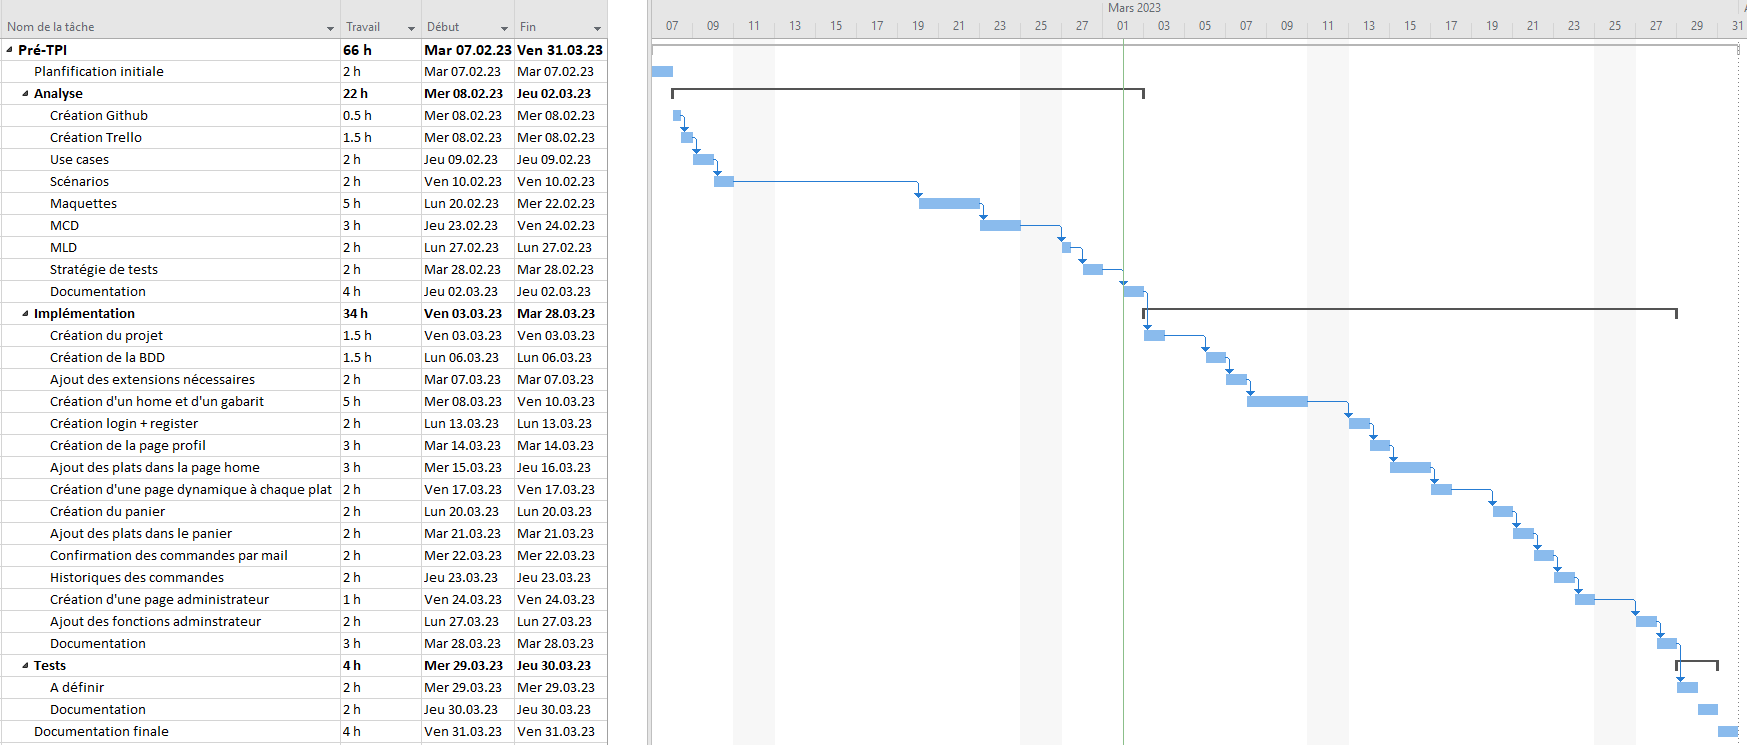 Mars 2023
Nom de la tâche Travail Début Fin 07 09 11 13 15 17 19 21 23 25 27 01 03 05 07 09 11 13 15 17 19 21 23 25 27 29 31
Pré-TPI 66 h Mar 07.02.23 Ven 31.03.23
Planfification initiale 2 h Mar 07.02.23 Mar 07.02.23
Analyse 22 h Mer 08.02.23 Jeu 02.03.23
Création Github 0.5 h Mer 08.02.23 Mer 08.02.23
Création Trello 1.5 h Mer 08.02.23 Mer 08.02.23
Use cases 2 h Jeu 09.02.23 Jeu 09.02.23
Scénarios 2 h Ven 10.02.23 Ven 10.02.23
Maquettes 5 h Lun 20.02.23 Mer 22.02.23
MCD 3 h Jeu 23.02.23 Ven 24.02.23
MLD 2 h Lun 27.02.23 Lun 27.02.23
Stratégie de tests 2 h Mar 28.02.23 Mar 28.02.23
Documentation 4 h Jeu 02.03.23 Jeu 02.03.23
Implémentation 34 h Ven 03.03.23 Mar 28.03.23
Création du projet 1.5 h Ven 03.03.23 Ven 03.03.23
Création de la BDD 1.5 h Lun 06.03.23 Lun 06.03.23
Ajout des extensions nécessaires 2 h Mar 07.03.23 Mar 07.03.23
Création d'un home et d'un gabarit 5 h Mer 08.03.23 Ven 10.03.23
Création login + register 2 h Lun 13.03.23 Lun 13.03.23
Création de la page profil 3 h Mar 14.03.23 Mar 14.03.23
Ajout des plats dans la page home 3 h Mer 15.03.23 Jeu 16.03.23
Création d'une page dynamique à chaque plat 2 h Ven 17.03.23 Ven 17.03.23
Création du panier 2 h Lun 20.03.23 Lun 20.03.23
Ajout des plats dans le panier 2 h Mar 21.03.23 Mar 21.03.23
Confirmation des commandes par mail 2 h Mer 22.03.23 Mer 22.03.23
Historiques des commandes 2 h Jeu 23.03.23 Jeu 23.03.23
Création d'une page administrateur 1 h Ven 24.03.23 Ven 24.03.23
Ajout des fonctions adminstrateur 2 h Lun 27.03.23 Lun 27.03.23
Documentation 3 h Mar 28.03.23 Mar 28.03.23
Tests 4 h Mer 29.03.23 Jeu 30.03.23
A définir 2 h Mer 29.03.23 Mer 29.03.23
Documentation 2 h Jeu 30.03.23 Jeu 30.03.23
Documentation finale 4 h Ven 31.03.23 Ven 31.03.23